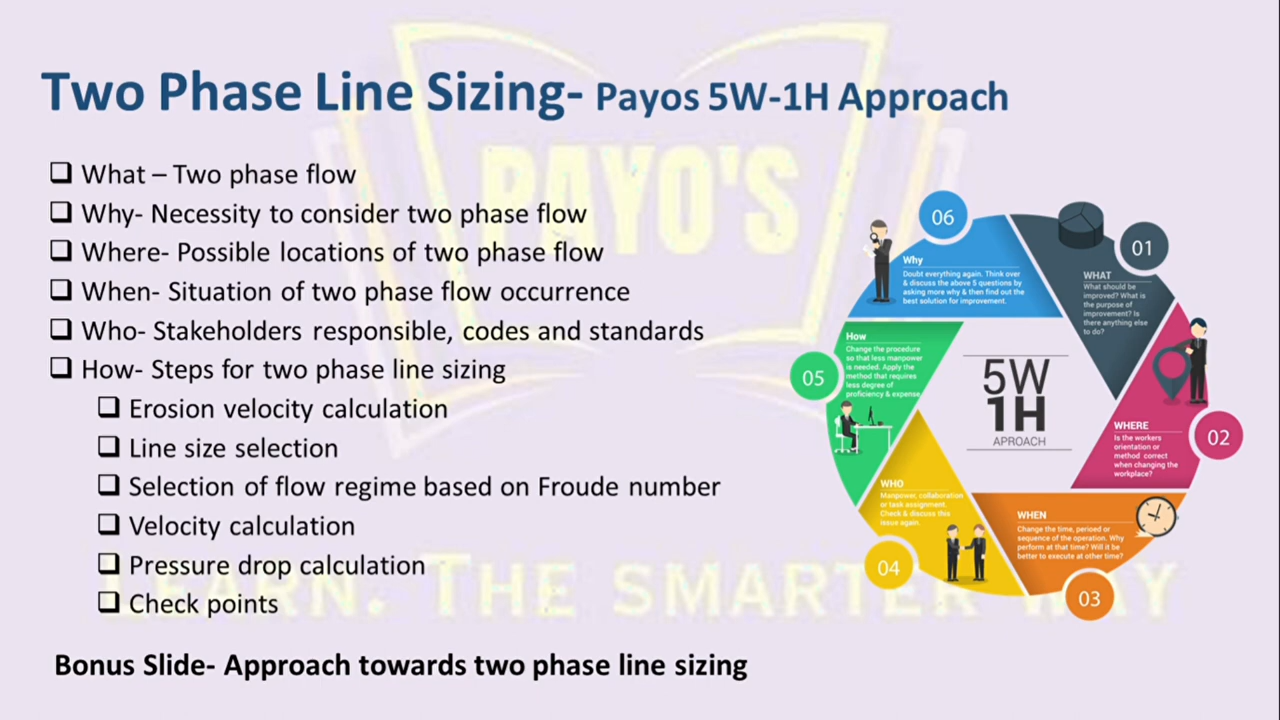 Two Phase Line Sizing- Payos 5W-1H Approach
❑ What – Two phase flow
❑ Why- Necessity to consider two phase flow
❑ Where- Possible locations of two phase flow
❑ When- Situation of two phase flow occurrence
❑ Who- Stakeholders responsible, codes and standards
❑ How- Steps for two phase line sizing
❑ Erosion velocity calculation
❑ Line size selection
❑ Selection of flow regime based on Froude number
❑ Velocity calculation
❑ Pressure drop calculation
❑ Check points
Bonus Slide- Approach towards two phase line sizing
PAYO'S
LEARN. THE SMARTER WAY
5W
1H
APROACH
01
WHAT
What should be
improved? What is
the purpose of
improvement? Is
there anything else
to do?
02
WHERE
Is the workers
orientation or
method correct
when changing the
workplace?
03
WHEN
Change the time, perioed or
sequence of the operation. Why
perform at that time? Will it be
better to execute at other time?
04
WHO
Manpower, collaboration
or task assignment.
Check & discuss this
issue again.
05
How
Change the procedure
so that less manpower
is needed. Apply the
method that requires
less degree of
proficiency & expense.
06
Why
Doubt everything again. Think over
& discuss the above 5 questions by
asking more why & then find out the
best solution for improvement.